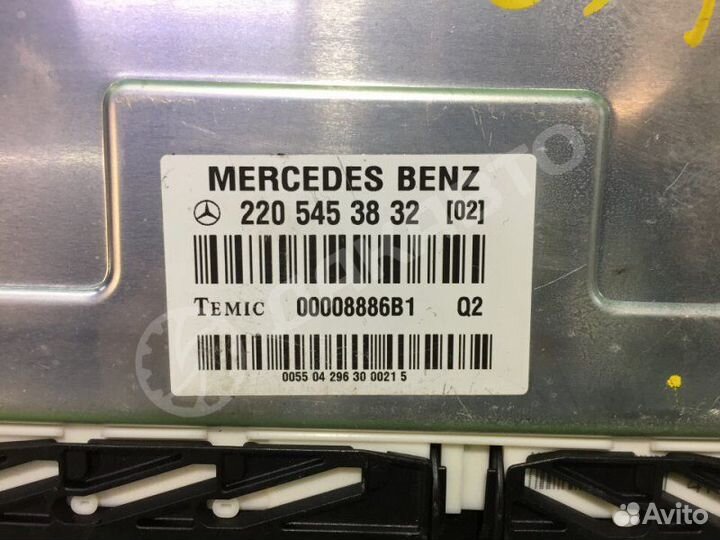 MERCEDES BENZ
220 545 38 32 [02]
TEMIC 00008886B1 Q2
0055 04 296 30 0021 5
Avito